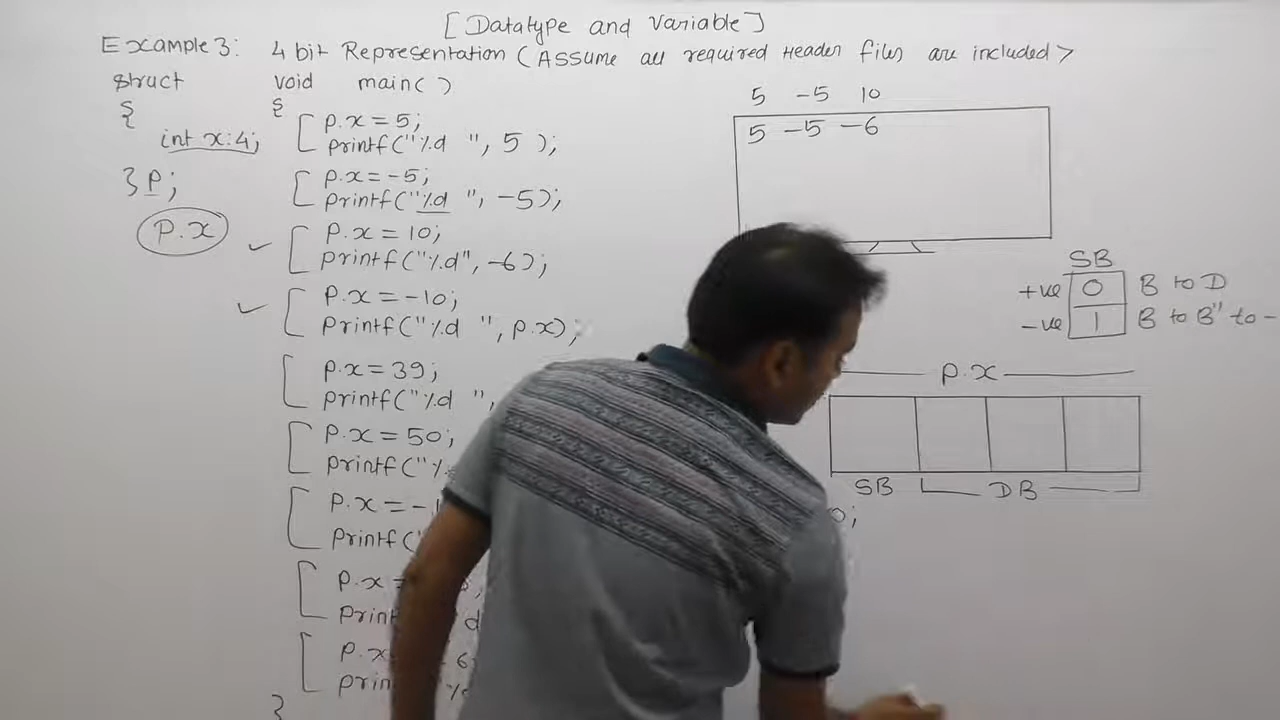 [Datatype and Variable]
Example 3: 4 bit Representation (Assume all required Header files are included >
struct void main()
{ {
int x:4; p.x = 5;
printf("%d ", 5 );
} p; p.x = -5;
printf("%d ", -5);
p.x
p.x = 10;
printf("%d", -6);
p.x = -10;
printf("%d ", p.x);
p.x = 39;
printf("%d ",
p.x = 50;
printf("%
p.x = -1
printf(
p.x =
print d
p.x 6
prin %
}
5 -5 10
5 -5 -6
SB
+ve 0 B to D
-ve 1 B to B" to -
p.x
SB DB
0;